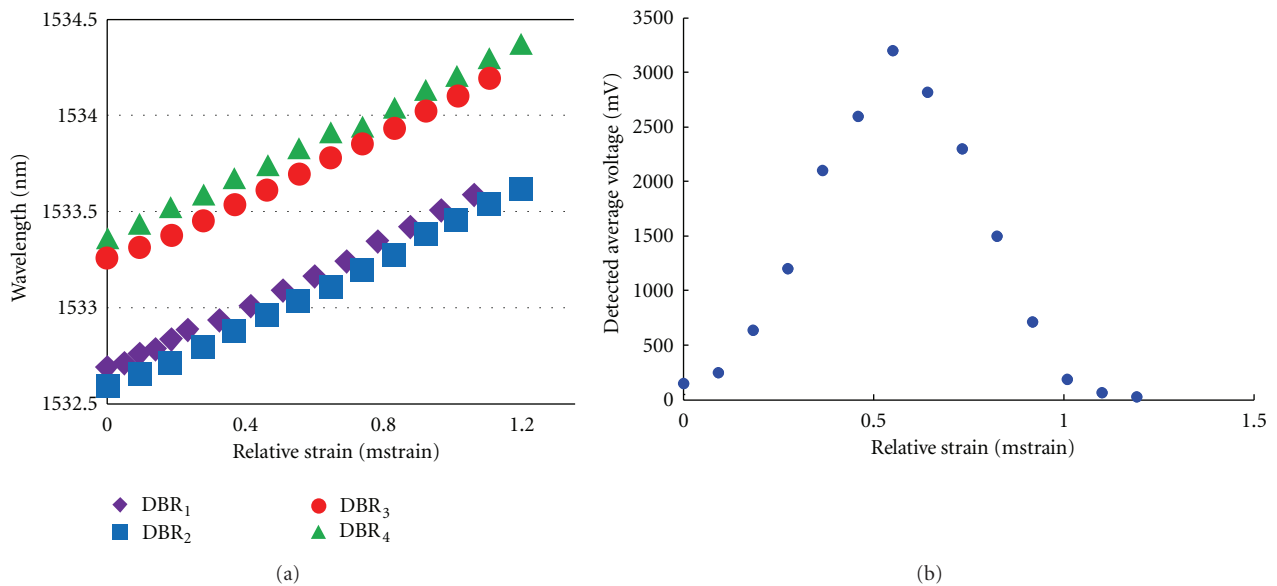 1534.5
1534
1533.5
1533
1532.5
Wavelength (nm)
0
0.4
0.8
1.2
Relative strain (mstrain)
DBR₁
DBR₂
DBR₃
DBR₄
(a)
3500
3000
2500
2000
1500
1000
500
0
Detected average voltage (mV)
0
0.5
1
1.5
Relative strain (mstrain)
(b)